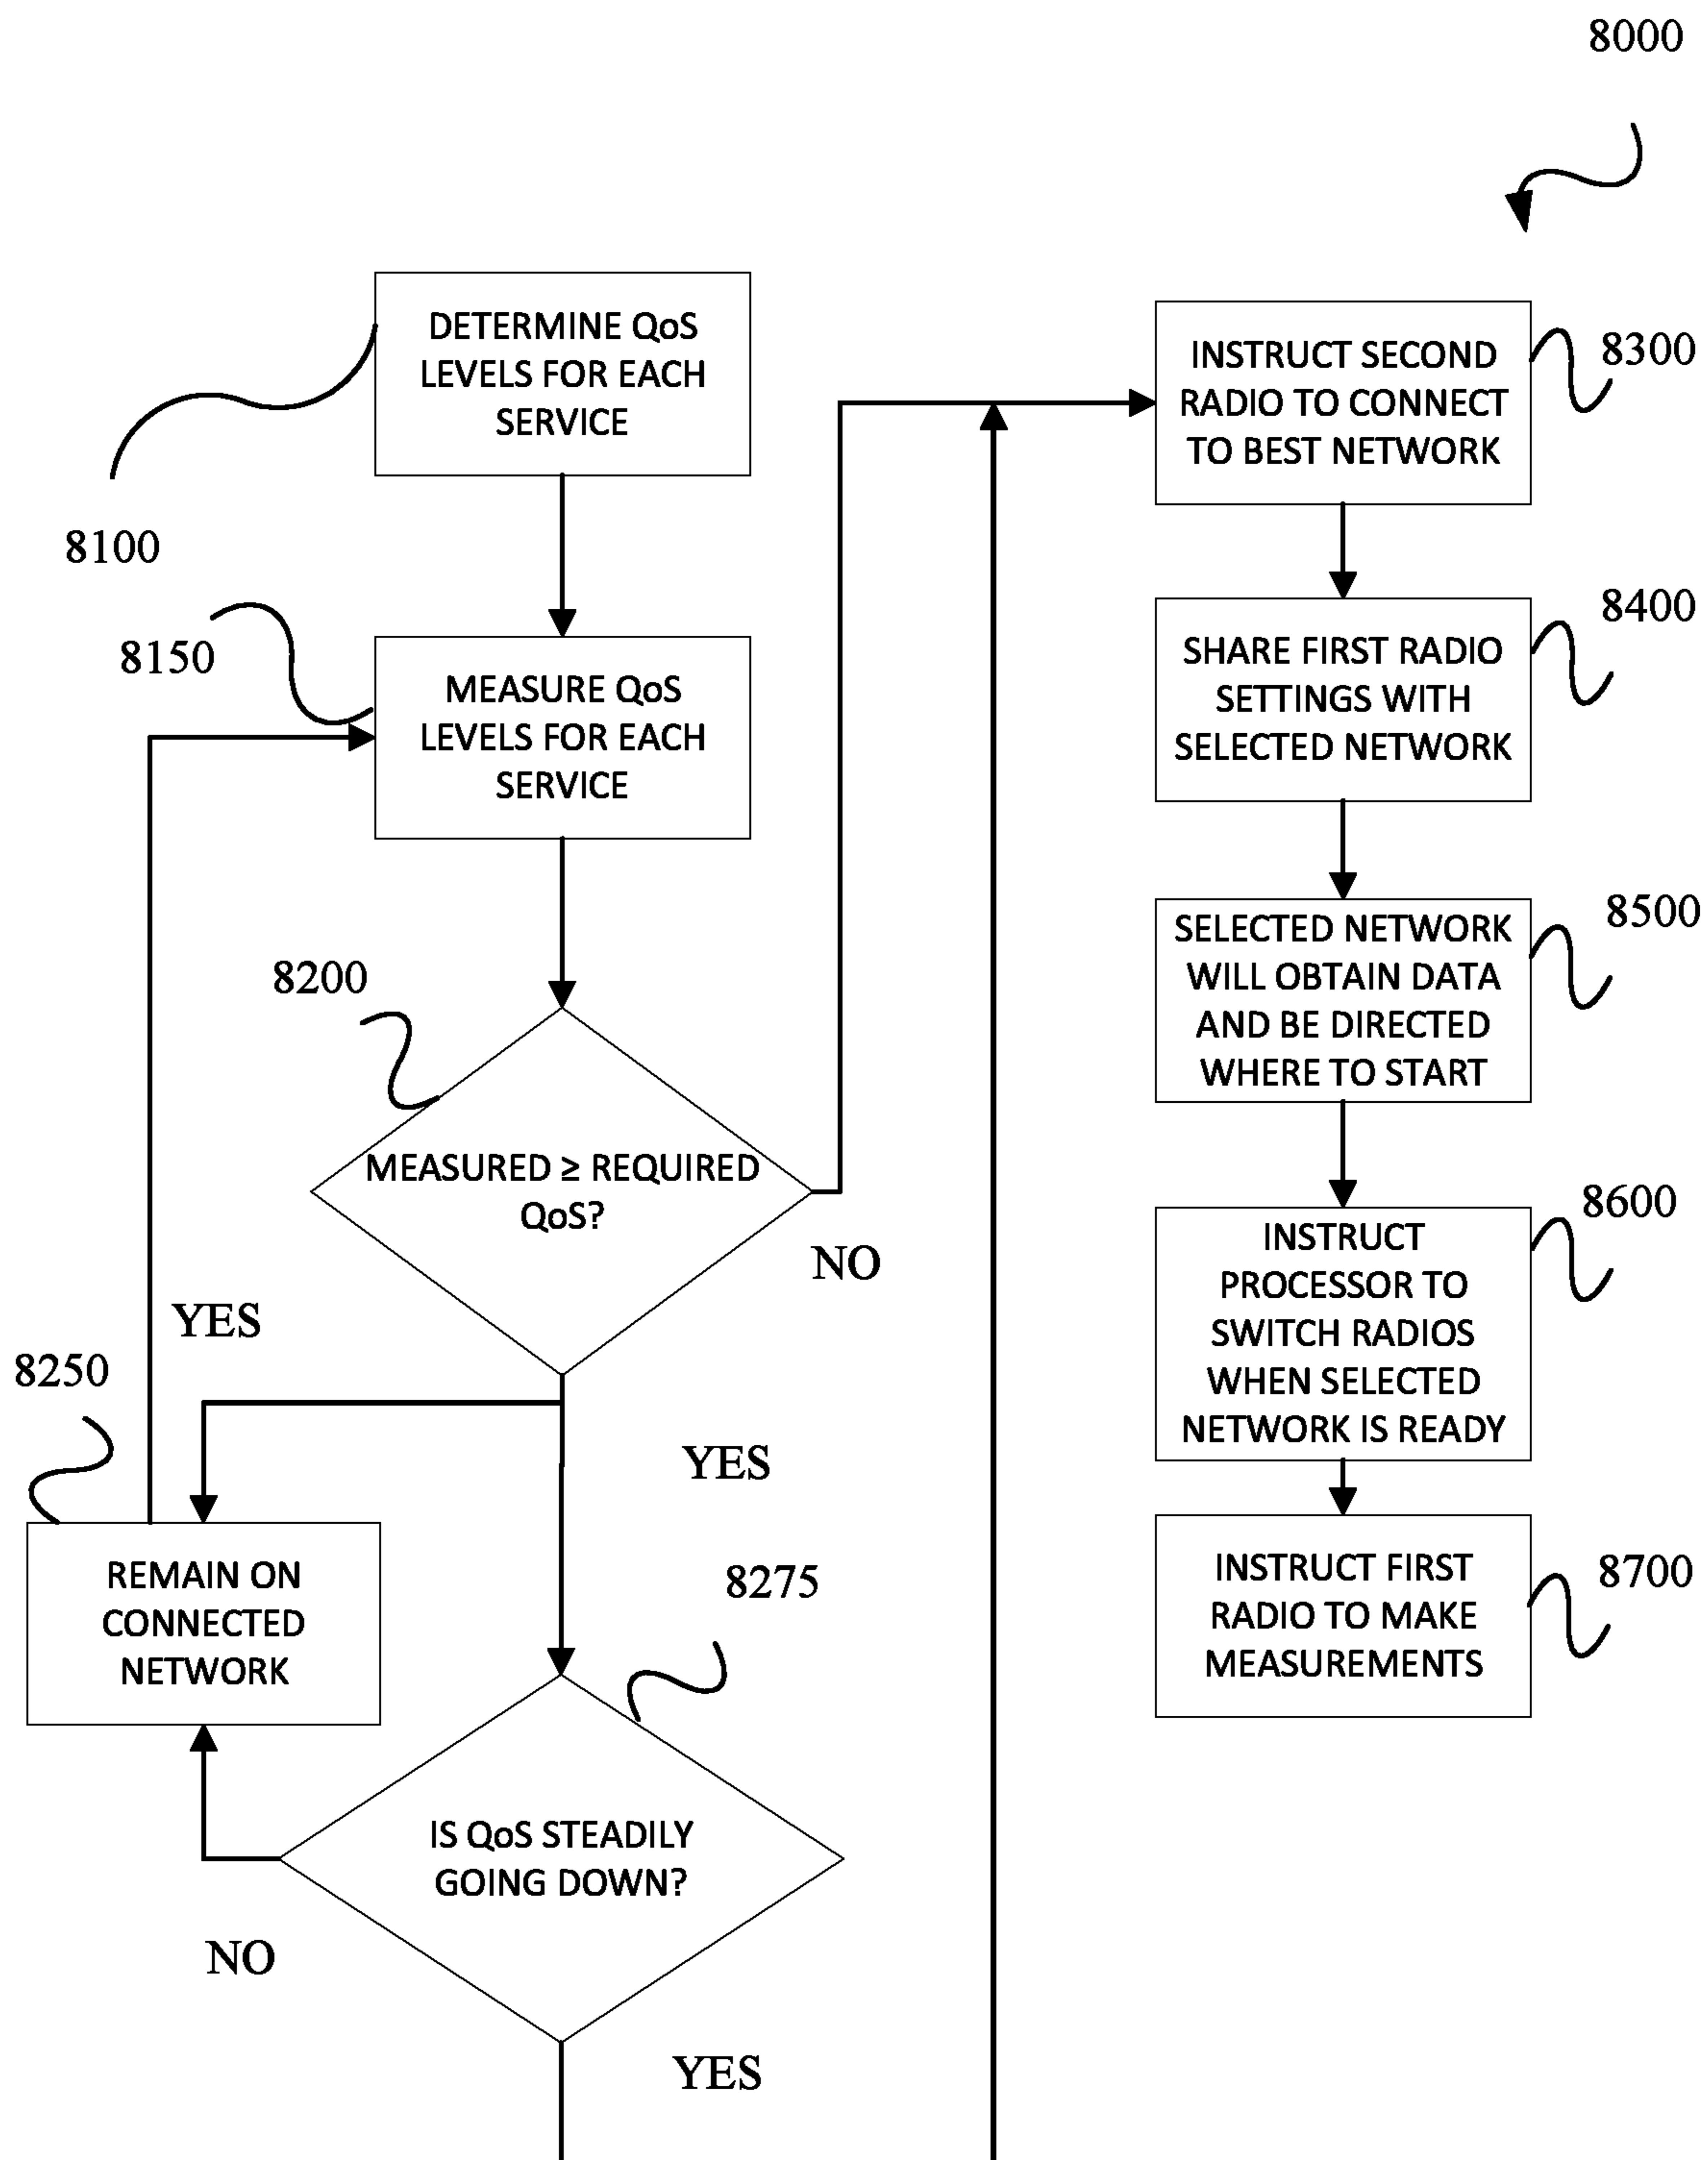 8000
DETERMINE QoS
LEVELS FOR EACH
SERVICE
8100
8150
MEASURE QoS
LEVELS FOR EACH
SERVICE
8200
MEASURED ≥ REQUIRED
QoS?
NO
YES
8250
YES
REMAIN ON
CONNECTED
NETWORK
8275
IS QoS STEADILY
GOING DOWN?
NO
YES
INSTRUCT SECOND
RADIO TO CONNECT
TO BEST NETWORK
8300
SHARE FIRST RADIO
SETTINGS WITH
SELECTED NETWORK
8400
SELECTED NETWORK
WILL OBTAIN DATA
AND BE DIRECTED
WHERE TO START
8500
INSTRUCT
PROCESSOR TO
SWITCH RADIOS
WHEN SELECTED
NETWORK IS READY
8600
INSTRUCT FIRST
RADIO TO MAKE
MEASUREMENTS
8700